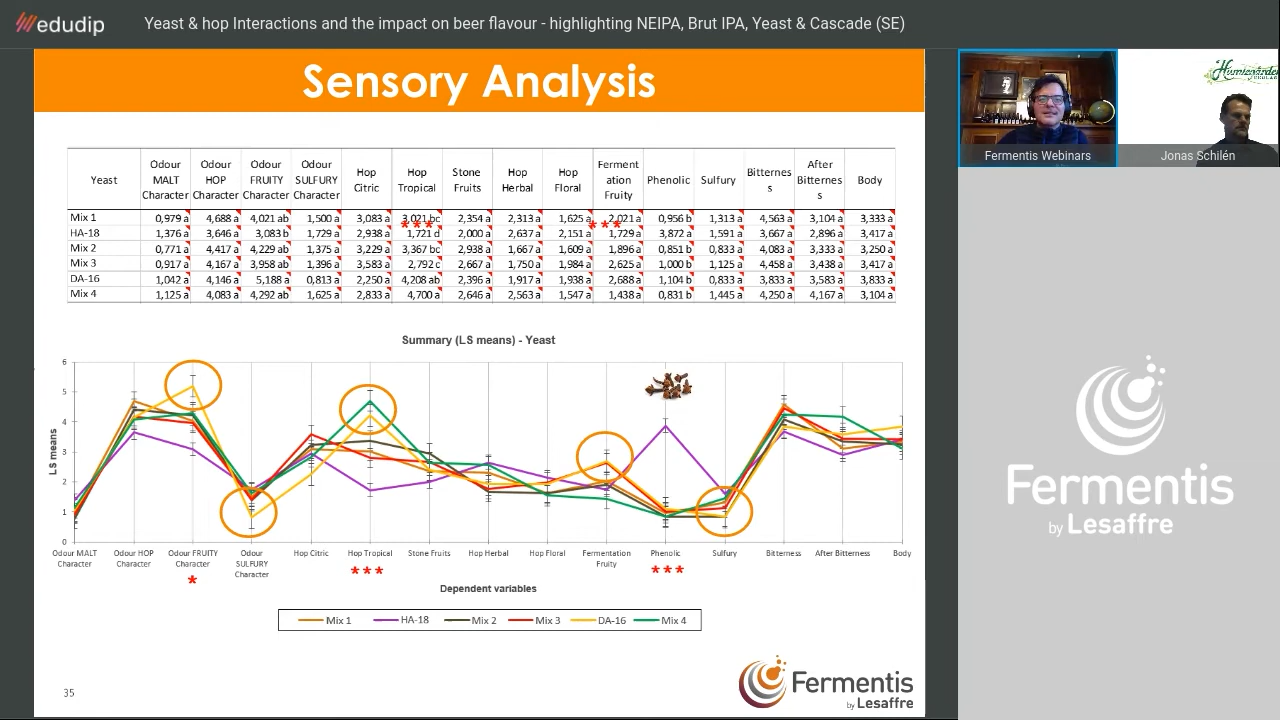 edudip
Yeast & hop Interactions and the impact on beer flavour - highlighting NEIPA, Brut IPA, Yeast & Cascade (SE)
Sensory Analysis
Yeast | Odour MALT Character | Odour HOP Character | Odour FRUITY Character | Odour SULFURY Character | Hop Citric | Hop Tropical | Stone Fruits | Hop Herbal | Hop Floral | Ferment ation Fruity | Phenolic | Sulfury | Bitternes s | After Bitternes s | Body
Mix 1 | 0,979 a | 4,688 a | 4,021 ab | 1,500 a | 3,083 a | 3,021 bc | 2,354 a | 2,313 a | 1,625 a | 2,021 a | 0,956 b | 1,313 a | 4,563 a | 3,104 a | 3,333 a
HA-18 | 1,376 a | 3,646 a | 3,083 b | 1,729 a | 2,938 a | 1,721 d | 2,000 a | 2,637 a | 2,151 a | 1,729 a | 3,872 a | 1,591 a | 3,667 a | 2,896 a | 3,417 a
Mix 2 | 0,771 a | 4,417 a | 4,229 ab | 1,375 a | 3,229 a | 3,367 bc | 2,938 a | 1,667 a | 1,609 a | 1,896 a | 0,851 b | 0,833 a | 4,083 a | 3,333 a | 3,250 a
Mix 3 | 0,917 a | 4,167 a | 3,958 ab | 1,396 a | 3,583 a | 2,792 c | 2,667 a | 1,750 a | 1,984 a | 2,625 a | 1,000 b | 1,125 a | 4,458 a | 3,438 a | 3,417 a
DA-16 | 1,042 a | 4,146 a | 5,188 a | 0,813 a | 2,250 a | 4,208 ab | 2,396 a | 1,917 a | 1,938 a | 2,688 a | 1,104 b | 0,833 a | 3,833 a | 3,583 a | 3,833 a
Mix 4 | 1,125 a | 4,083 a | 4,292 ab | 1,625 a | 2,833 a | 4,700 a | 2,646 a | 2,563 a | 1,547 a | 1,438 a | 0,831 b | 1,445 a | 4,250 a | 4,167 a | 3,104 a
*** ***
Summary (LS means) - Yeast
6
5
4
3
2
1
0
LS means
Odour MALT Character
Odour HOP Character
Odour FRUITY Character
Odour SULFURY Character
Hop Citric
Hop Tropical
Stone Fruits
Hop Herbal
Hop Floral
Fermentation Fruity
Phenolic
Sulfury
Bitterness
After Bitterness
Body
* *** ***
Dependent variables
Mix 1 HA-18 Mix 2 Mix 3 DA-16 Mix 4
35
Fermentis
by Lesaffre
Fermentis Webinars
Jonas Schilén
Fermentis
by Lesaffre